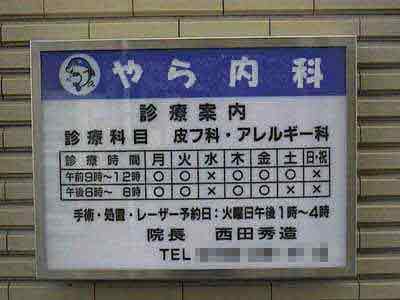 やら内科
診療案内
診療科目 皮フ科・アレルギー科
診療時間 月 火 水 木 金 土 日・祝
午前9時〜12時 ○ ○ × ○ ○ ○ ×
午後6時〜 8時 ○ ○ × ○ ○ × ×
手術・処置・レーザー予約日：火曜日午後1時〜4時
院長 西田秀造
TEL